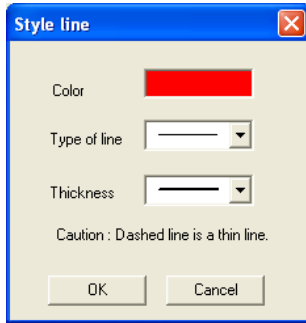 Style line
Color
Type of line
Thickness
Caution : Dashed line is a thin line.
OK
Cancel